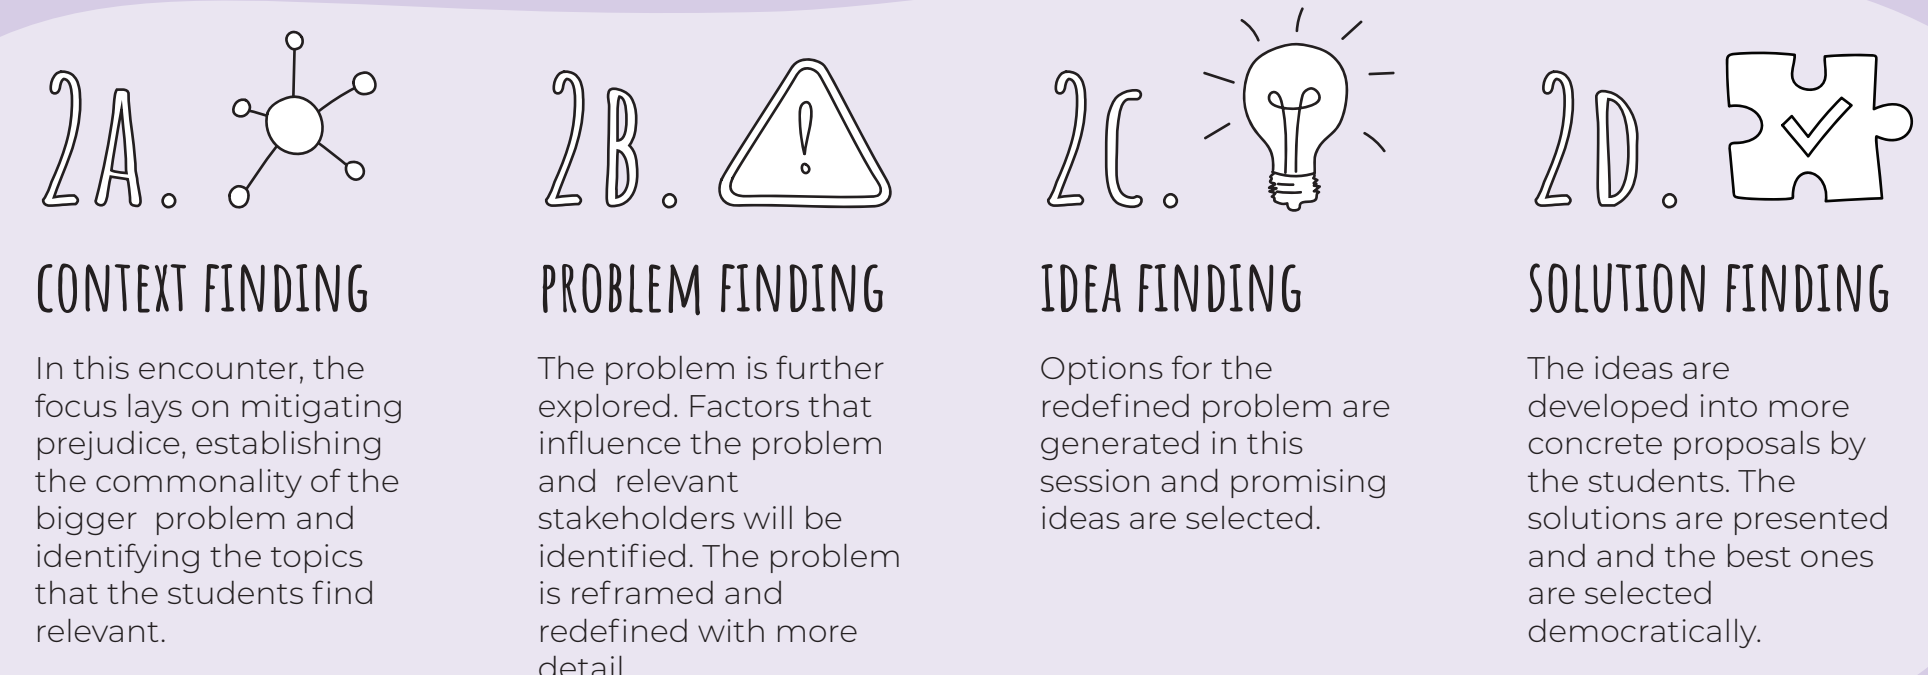 2A.
CONTEXT FINDING
In this encounter, the
focus lays on mitigating
prejudice, establishing
the commonality of the
bigger  problem and
identifying the topics
that the students find
relevant.
2B.
PROBLEM FINDING
The problem is further
explored. Factors that
influence the problem
and  relevant
stakeholders will be
identified. The problem
is reframed and
redefined with more
detail
2C.
IDEA FINDING
Options for the
redefined problem are
generated in this
session and promising
ideas are selected.
2D.
SOLUTION FINDING
The ideas are
developed into more
concrete proposals by
the students. The
solutions are presented
and and the best ones
are selected
democratically.